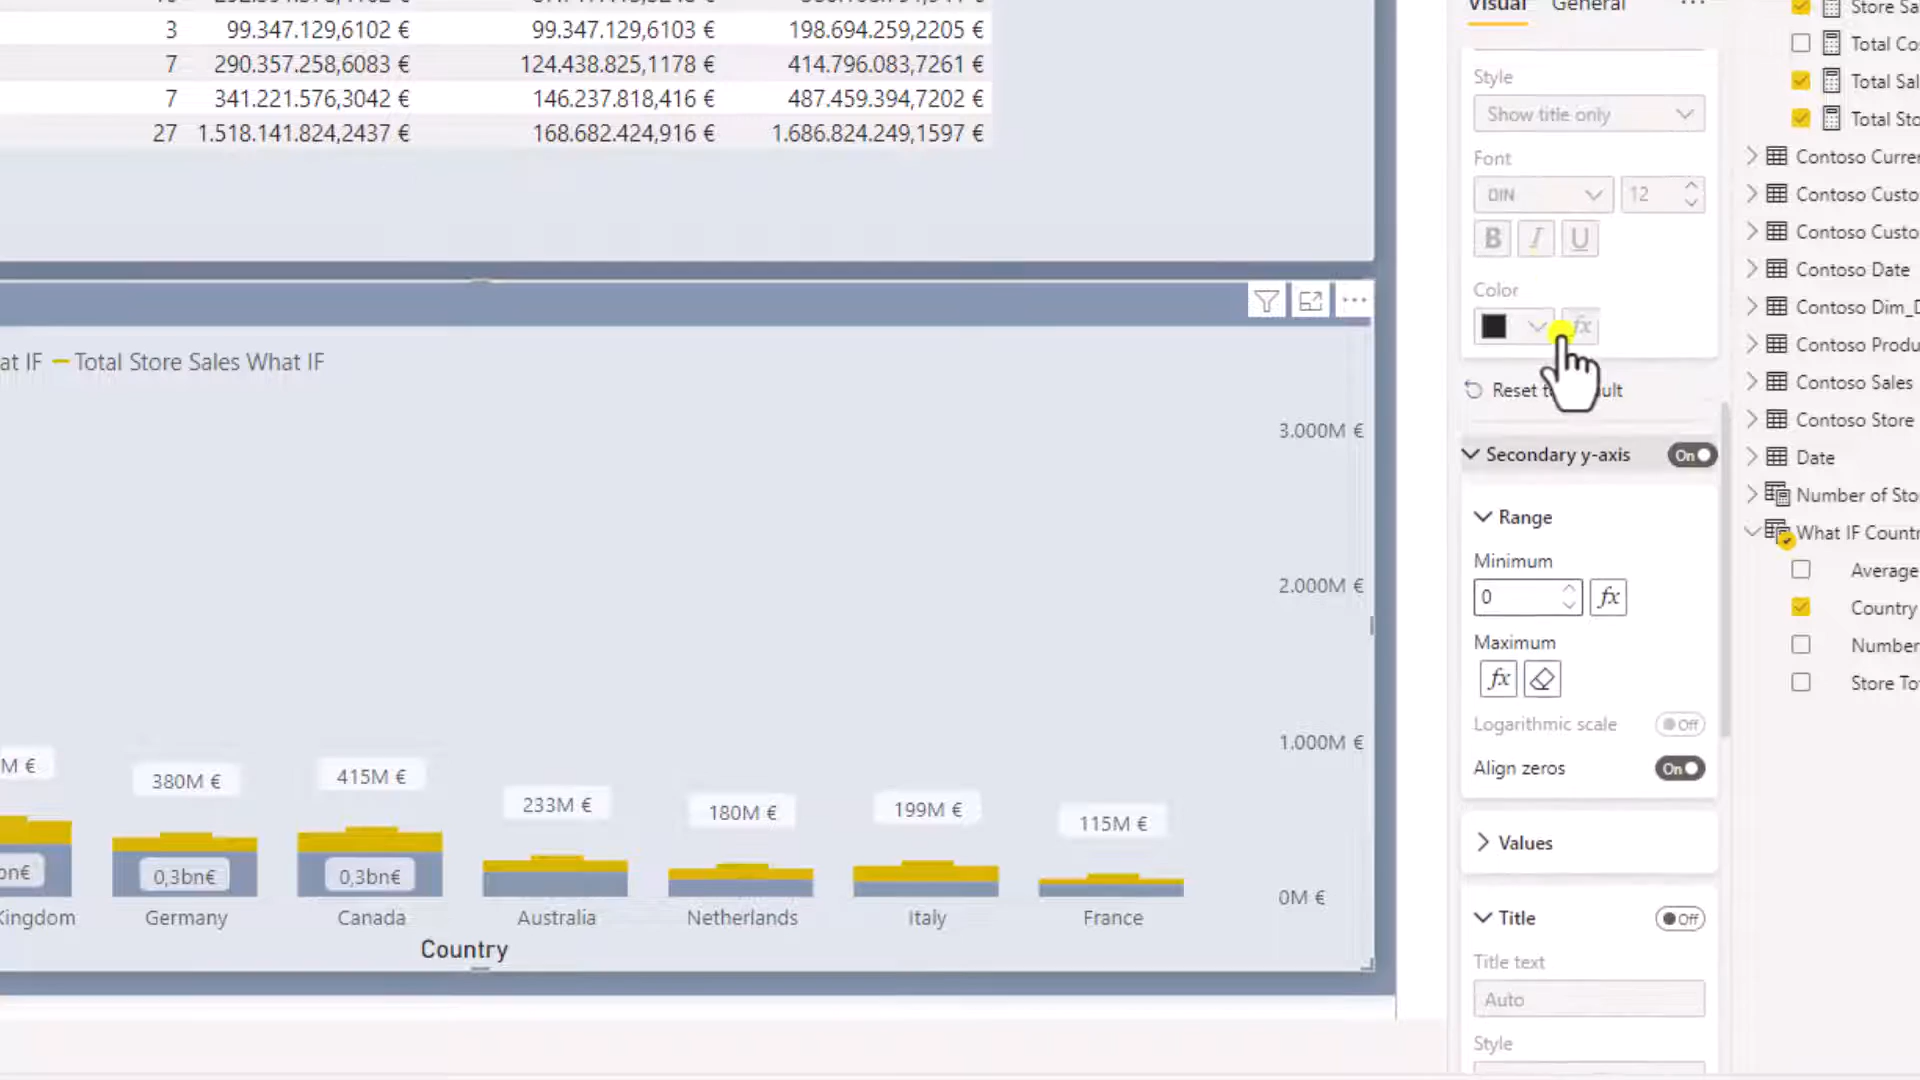 Visual General ...
3 99.347.129,6102 € 99.347.129,6103 € 198.694.259,2205 €
7 290.357.258,6083 € 124.438.825,1178 € 414.796.083,7261 €
7 341.221.576,3042 € 146.237.818,416 € 487.459.394,7202 €
27 1.518.141.824,2437 € 168.682.424,916 € 1.686.824.249,1597 €
at IF Total Store Sales What IF
3.000M €
2.000M €
1.000M €
0M €
M € 380M € 415M € 233M € 180M € 199M € 115M €
bn€ 0,3bn€ 0,3bn€
Kingdom Germany Canada Australia Netherlands Italy France
Country
Style
Show title only
Font
DIN 12
B I U
Color
fx
Reset t ult
Secondary y-axis On
Range
Minimum
0 fx
Maximum
fx
Logarithmic scale Off
Align zeros On
Values
Title Off
Title text
Auto
Style
Store Sa
Total Co
Total Sal
Total Sto
Contoso Curre
Contoso Custo
Contoso Custo
Contoso Date
Contoso Dim_D
Contoso Produ
Contoso Sales
Contoso Store
Date
Number of Sto
What IF Countr
Average
Country
Number
Store To